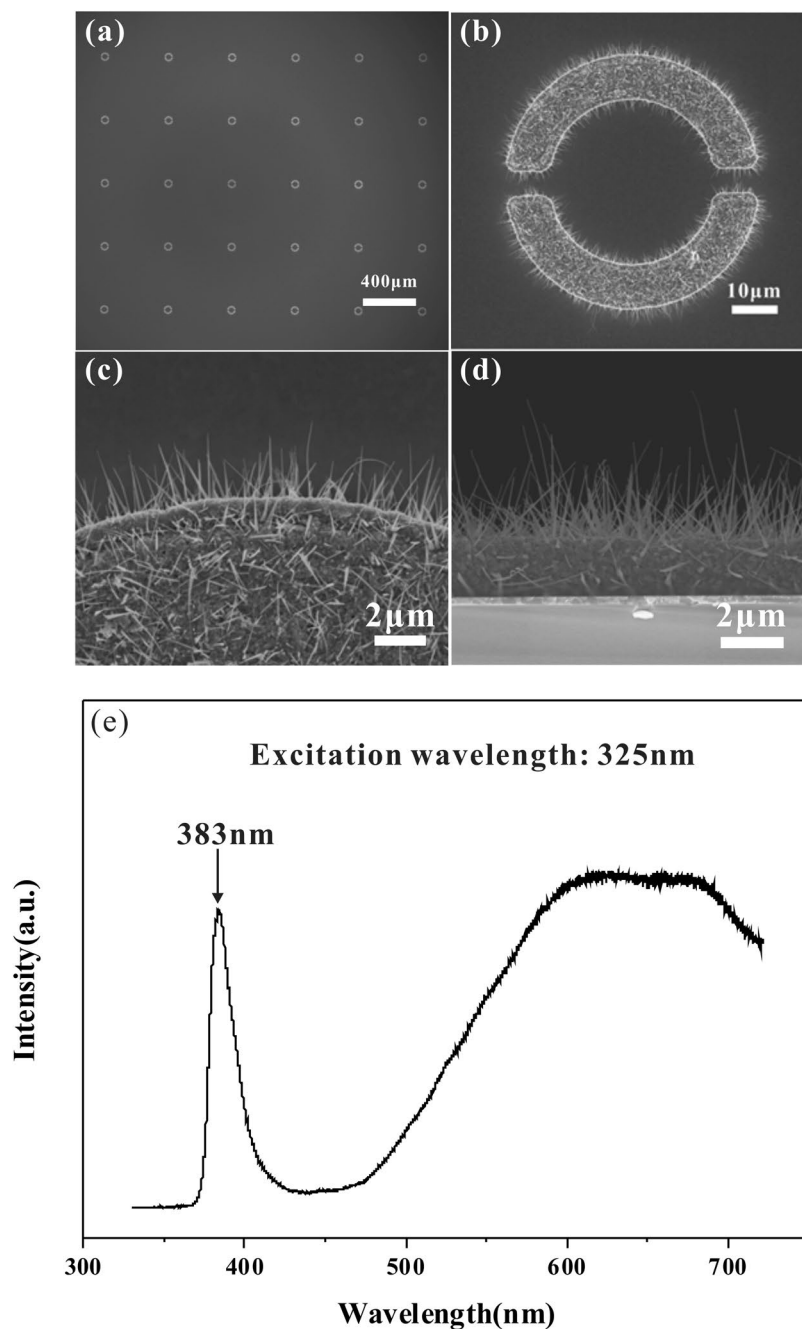 (a)
400μm
(b)
10μm
(c)
2μm
(d)
2μm
(e)
Excitation wavelength: 325nm
383nm
Intensity(a.u.)
300
400
500
600
700
Wavelength(nm)